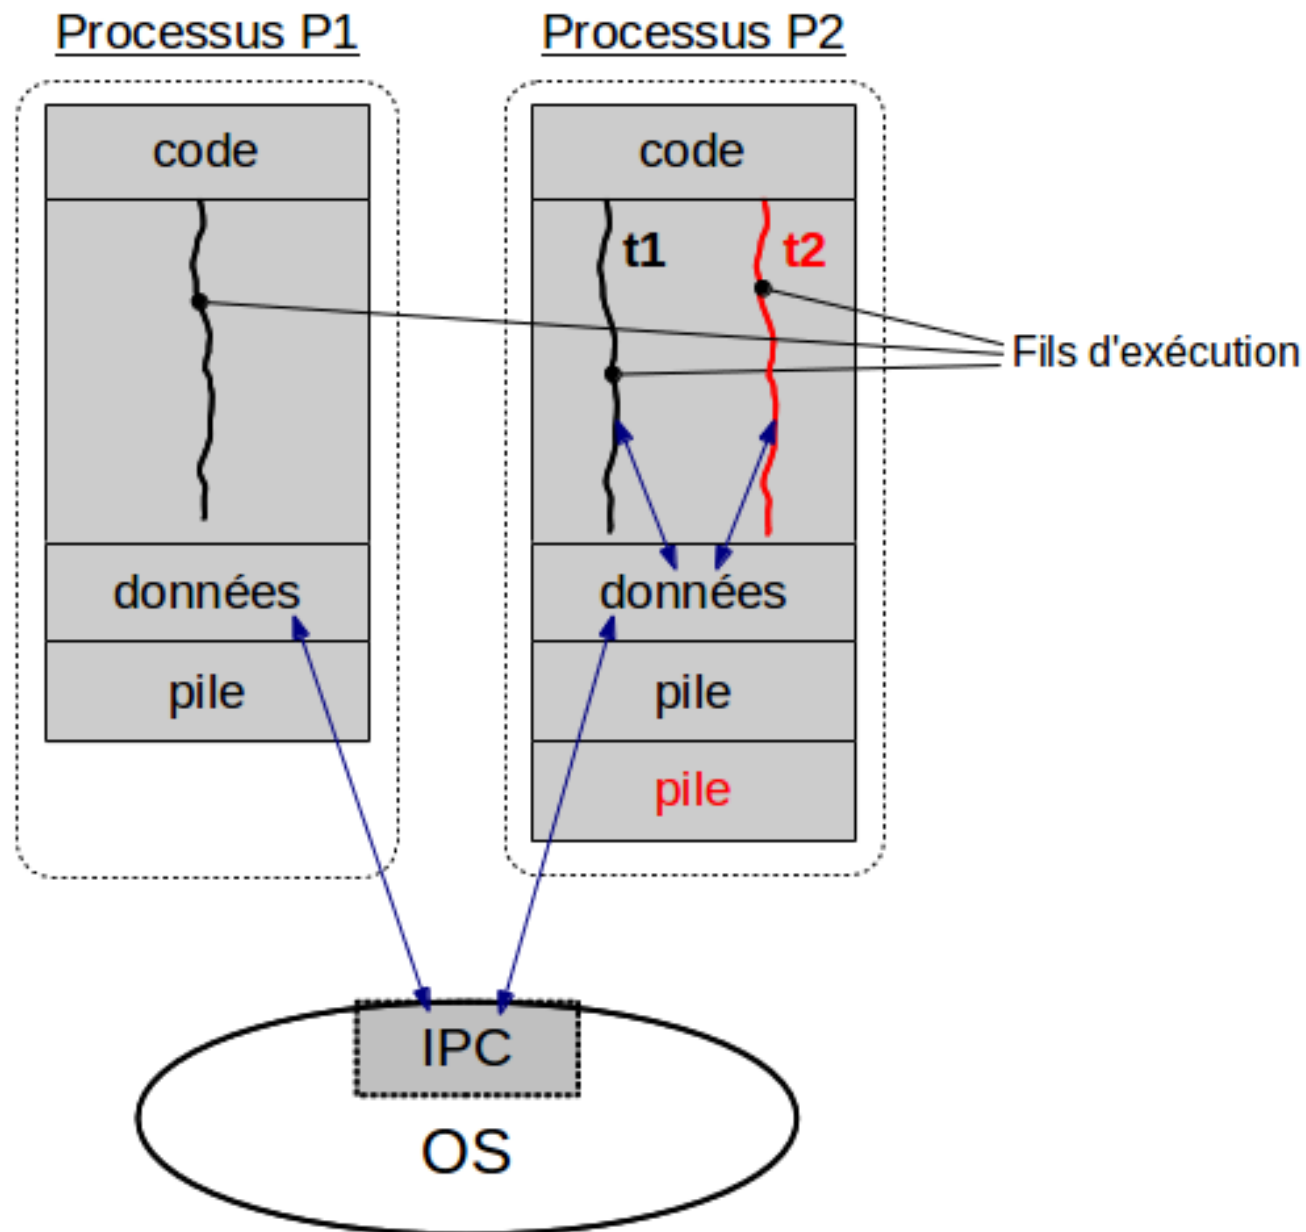 Processus P1
Processus P2
code
code
t1
t2
Fils d'exécution
données
données
pile
pile
pile
IPC
OS